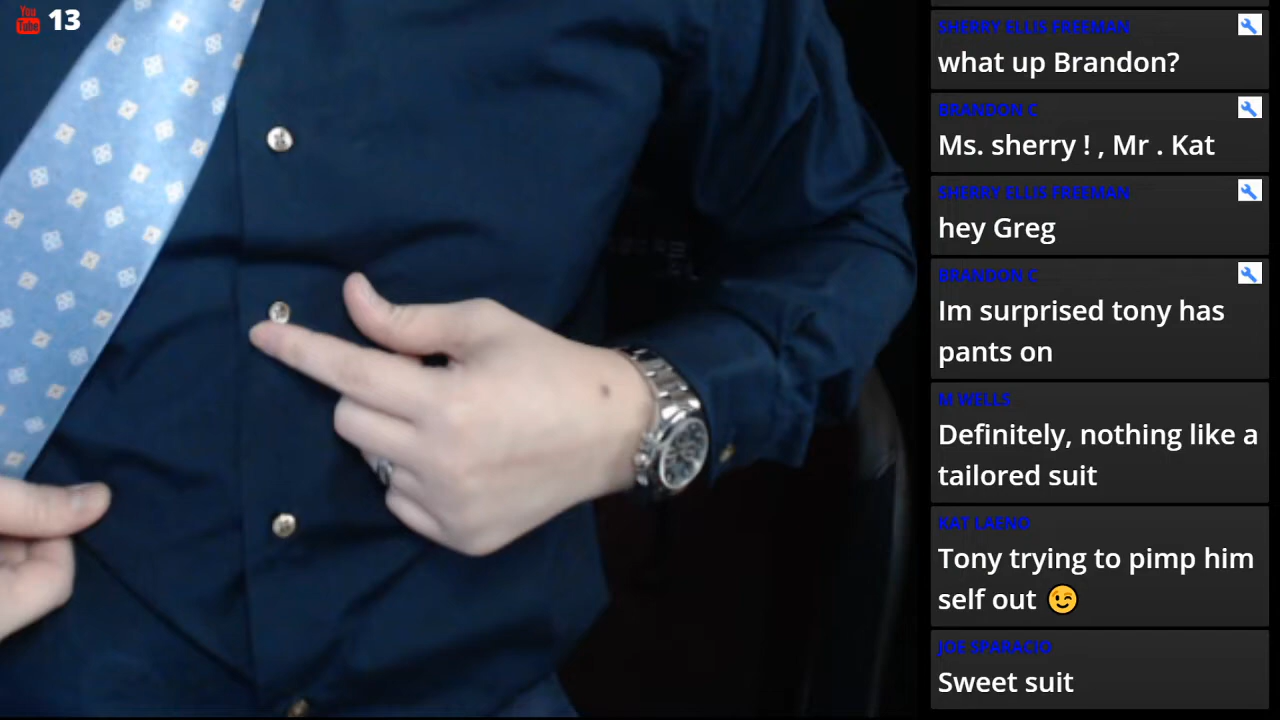 You
Tube
13
SHERRY ELLIS FREEMAN
what up Brandon?
BRANDON C
Ms. sherry ! , Mr . Kat
SHERRY ELLIS FREEMAN
hey Greg
BRANDON C
Im surprised tony has
pants on
M WELLS
Definitely, nothing like a
tailored suit
KAT LAENO
Tony trying to pimp him
self out 😉
JOE SPARACIO
Sweet suit